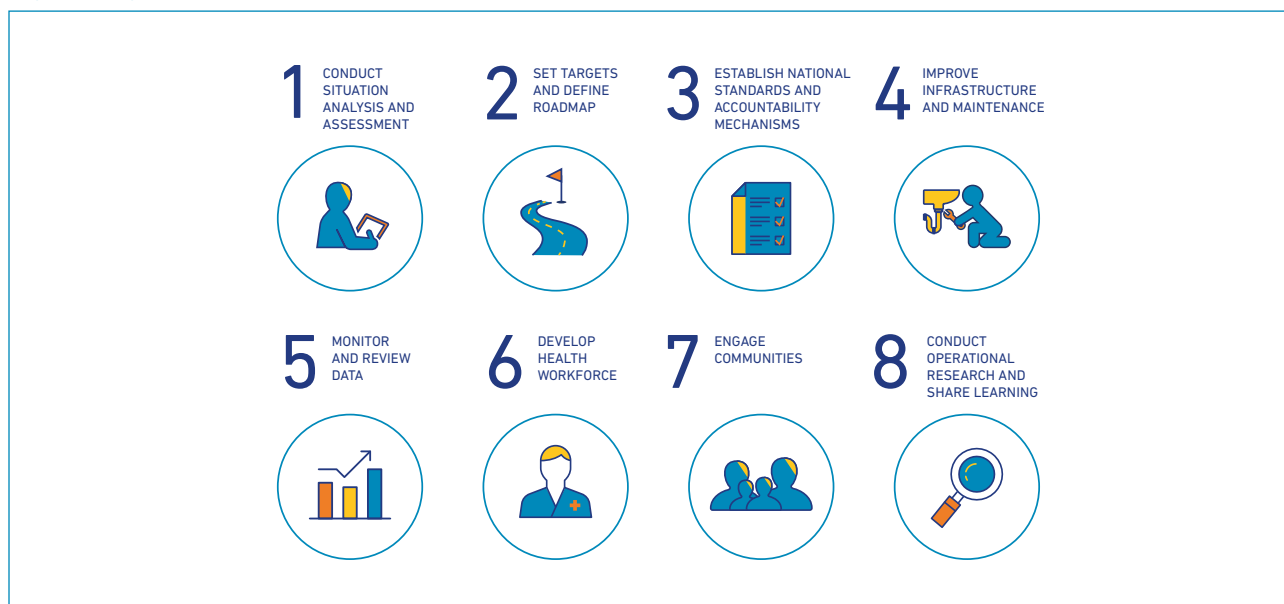 1
CONDUCT
SITUATION
ANALYSIS AND
ASSESSMENT
2
SET TARGETS
AND DEFINE
ROADMAP
3
ESTABLISH NATIONAL
STANDARDS AND
ACCOUNTABILITY
MECHANISMS
4
IMPROVE
INFRASTRUCTURE
AND MAINTENANCE
5
MONITOR
AND REVIEW
DATA
6
DEVELOP
HEALTH
WORKFORCE
7
ENGAGE
COMMUNITIES
8
CONDUCT
OPERATIONAL
RESEARCH AND
SHARE LEARNING